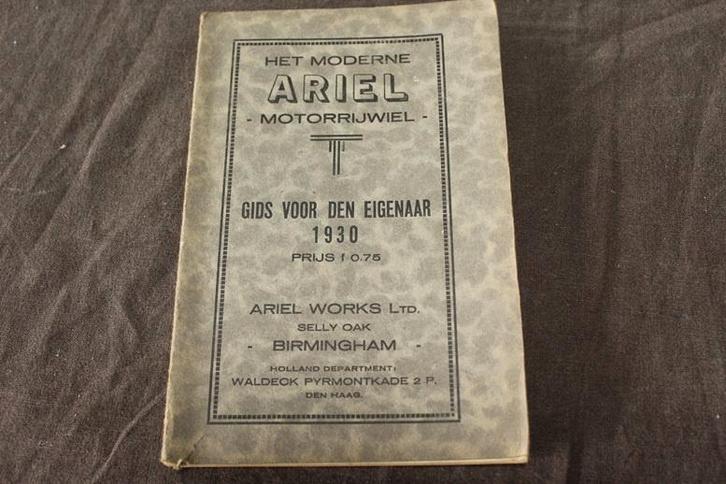 HET MODERNE
ARIEL
- MOTORRIJWIEL -
GIDS VOOR DEN EIGENAAR
1930
PRIJS f 0.75
ARIEL WORKS LTD.
SELLY OAK
- BIRMINGHAM -
HOLLAND DEPARTMENT:
WALDECK PYRMONTKADE 2 P.
DEN HAAG.